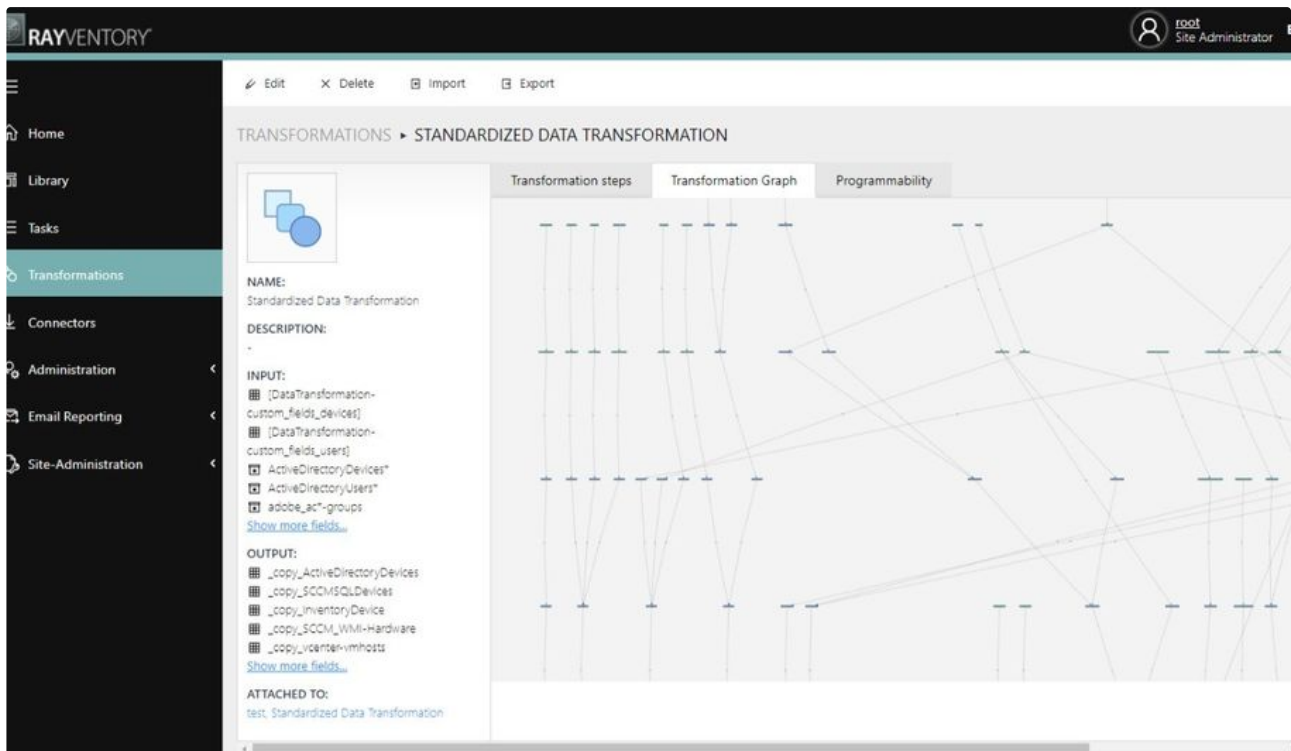 RAYVENTORY
root
Site Administrator
Edit
Delete
Import
Export
Home
Library
Tasks
Transformations
Connectors
Administration
Email Reporting
Site-Administration
TRANSFORMATIONS ▸ STANDARDIZED DATA TRANSFORMATION
Transformation steps
Transformation Graph
Programmability
NAME:
Standardized Data Transformation
DESCRIPTION:
-
INPUT:
[DataTransformation-
custom_fields_devices]
[DataTransformation-
custom_fields_users]
ActiveDirectoryDevices*
ActiveDirectoryUsers*
adobe_ac*-groups
Show more fields...
OUTPUT:
_copy_ActiveDirectoryDevices
_copy_SCCMSQLDevices
_copy_InventoryDevice
_copy_SCCM_WMI-Hardware
_copy_vcenter-vmhosts
Show more fields...
ATTACHED TO:
test, Standardized Data Transformation